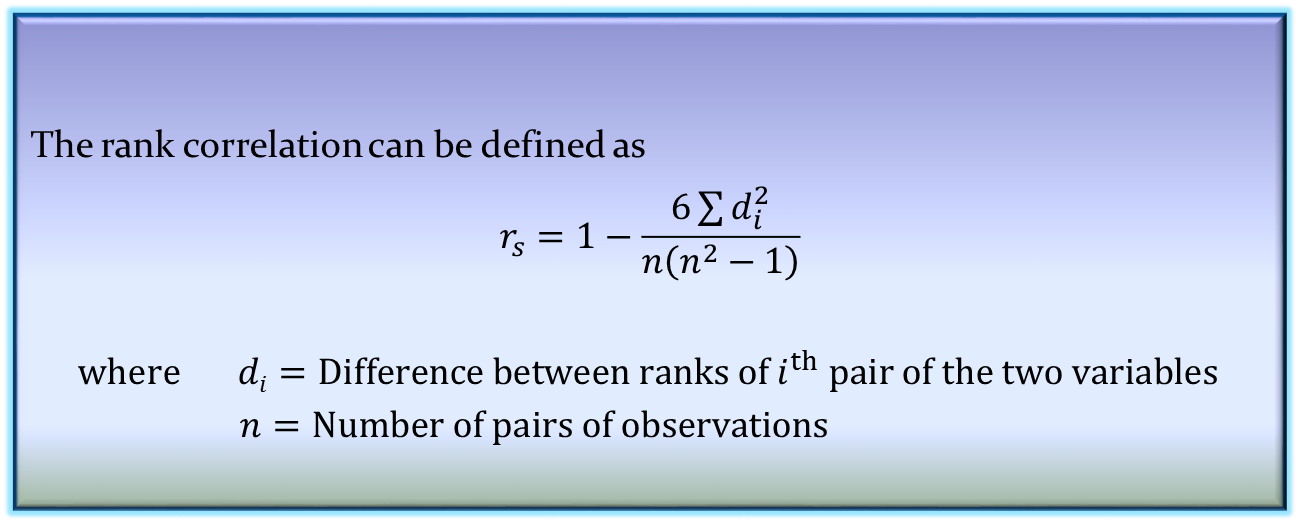 The rank correlation can be defined as
r_s = 1 − 6 ∑ d_i^2 / n(n^2 − 1)
where d_i = Difference between ranks of i^th pair of the two variables
n = Number of pairs of observations